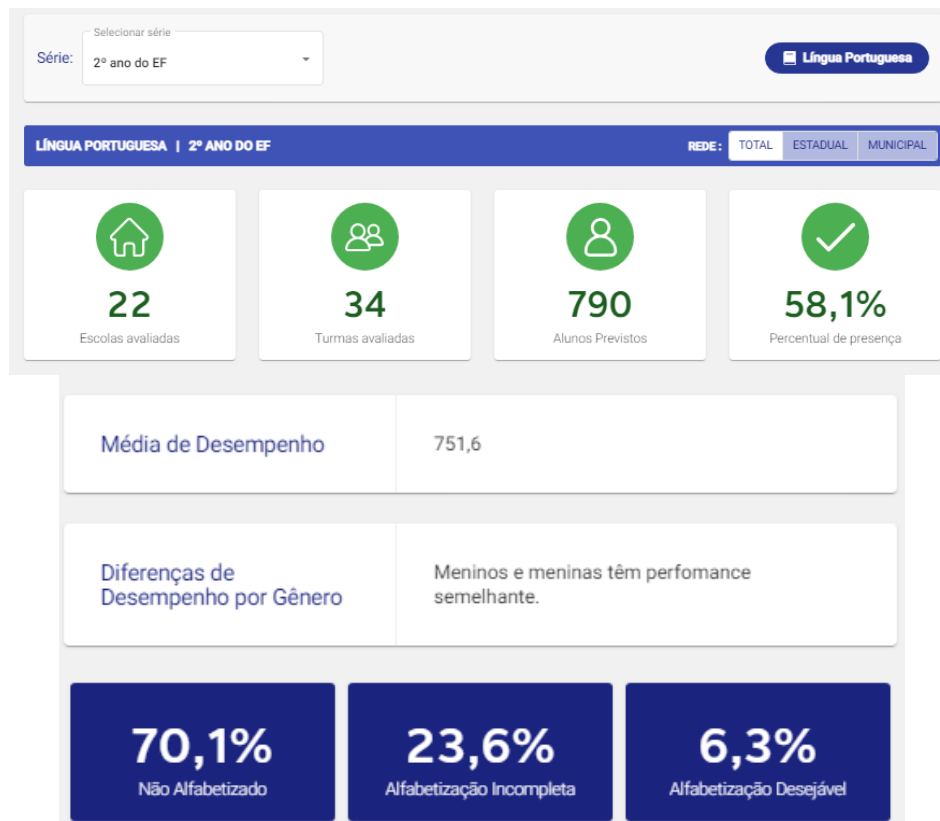 Selecionar série
Série:
2º ano do EF
Língua Portuguesa
LÍNGUA PORTUGUESA | 2º ANO DO EF
REDE :
TOTAL
ESTADUAL
MUNICIPAL
22
Escolas avaliadas
34
Turmas avaliadas
790
Alunos Previstos
58,1%
Percentual de presença
Média de Desempenho
751,6
Diferenças de
Desempenho por Gênero
Meninos e meninas têm perfomance
semelhante.
70,1%
Não Alfabetizado
23,6%
Alfabetização Incompleta
6,3%
Alfabetização Desejável